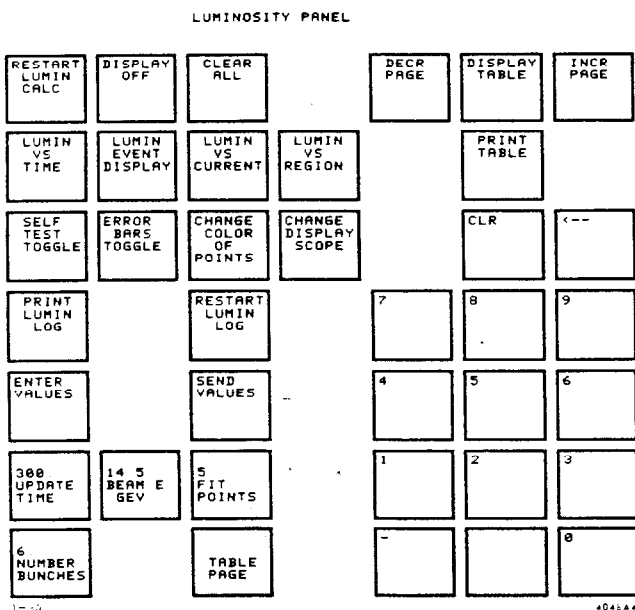 LUMINOSITY PANEL
RESTART
LUMIN
CALC
DISPLAY
OFF
CLEAR
ALL
DECR
PAGE
DISPLAY
TABLE
INCR
PAGE
LUMIN
VS
TIME
LUMIN
EVENT
DISPLAY
LUMIN
VS
CURRENT
LUMIN
VS
REGION
PRINT
TABLE
SELF
TEST
TOGGLE
ERROR
BARS
TOGGLE
CHANGE
COLOR
OF
POINTS
CHANGE
DISPLAY
SCOPE
CLR
<--
PRINT
LUMIN
LOG
RESTART
LUMIN
LOG
7
8
9
ENTER
VALUES
SEND
VALUES
4
5
6
300
UPDATE
TIME
14 5
BEAM E
GEV
5
FIT
POINTS
1
2
3
6
NUMBER
BUNCHES
TABLE
PAGE
-
0